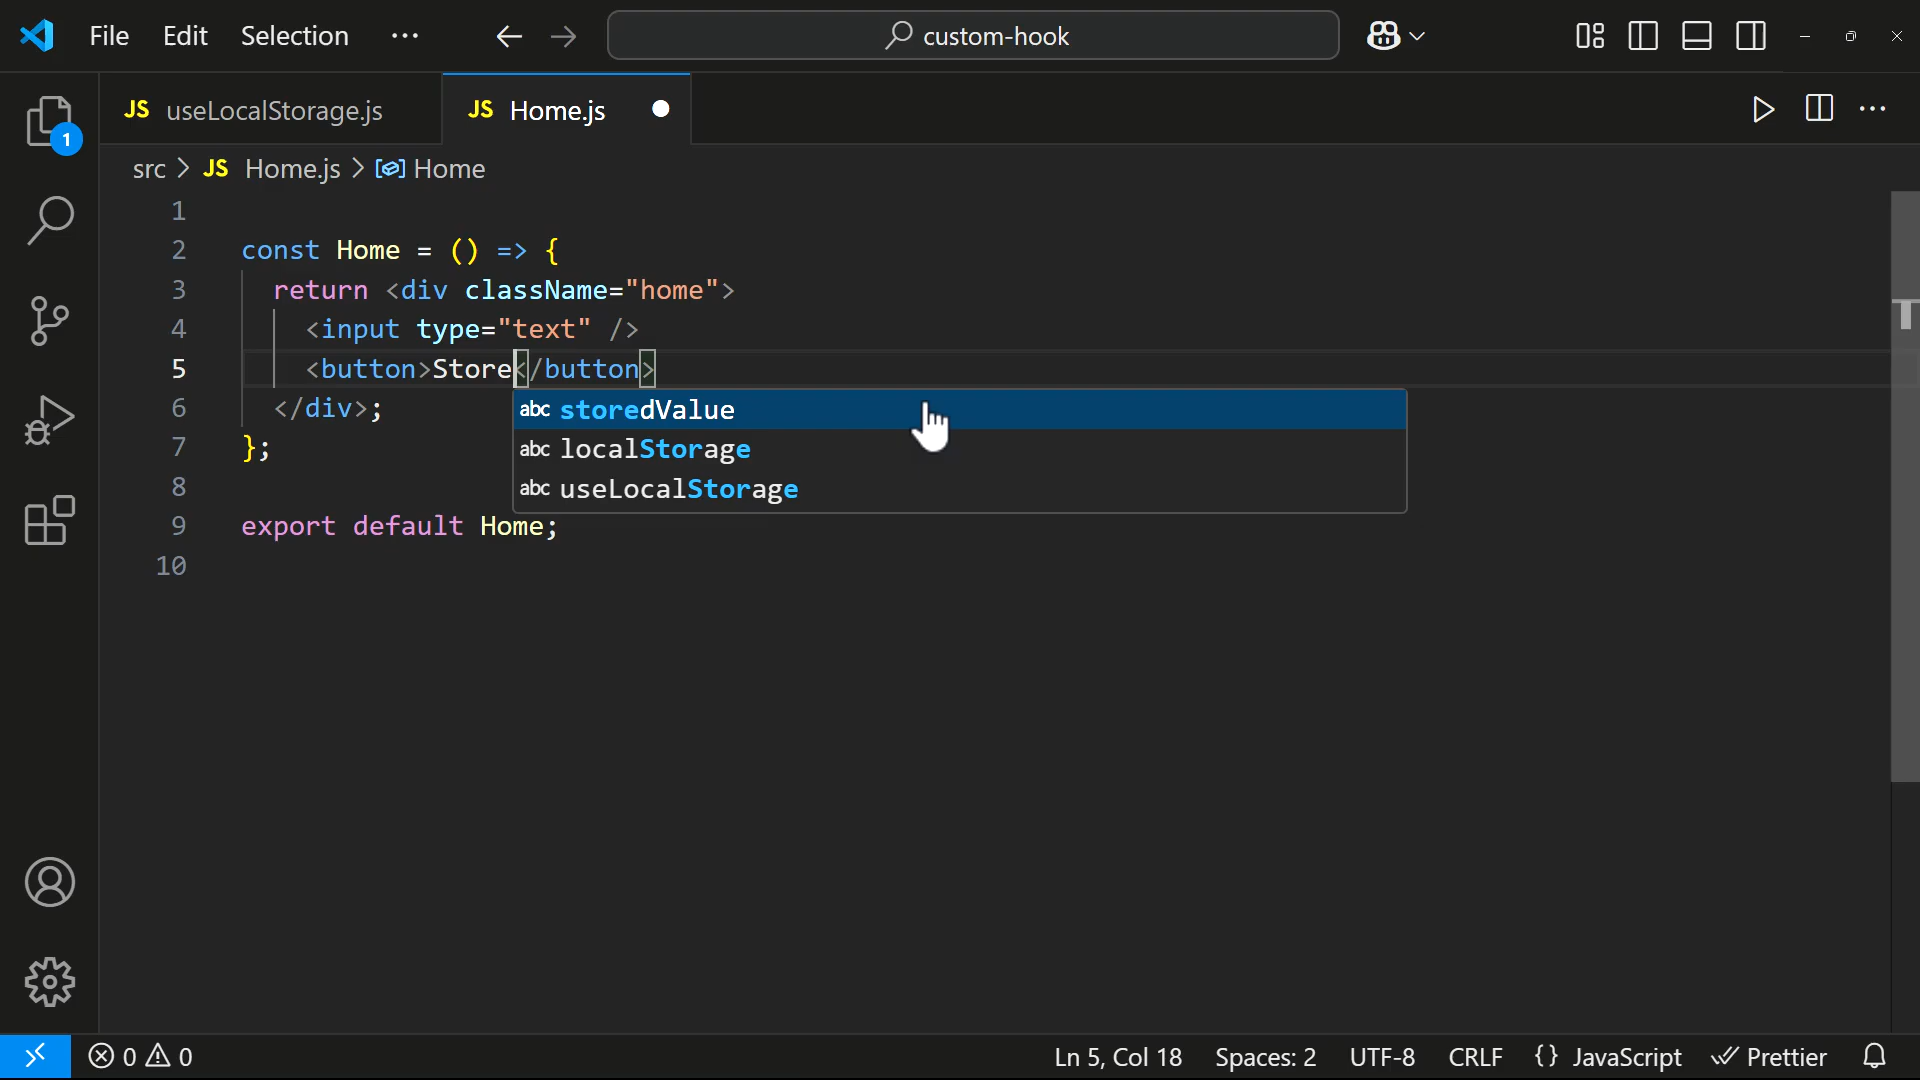 File Edit Selection ··· custom-hook
JS useLocalStorage.js JS Home.js
src > JS Home.js > Home
1
2 const Home = () => {
3 return <div className="home">
4 <input type="text" />
5 <button>Store</button>
6 </div>;
7 };
8
9 export default Home;
10
abc storedValue
abc localStorage
abc useLocalStorage
1
0 0 Ln 5, Col 18 Spaces: 2 UTF-8 CRLF {} JavaScript Prettier